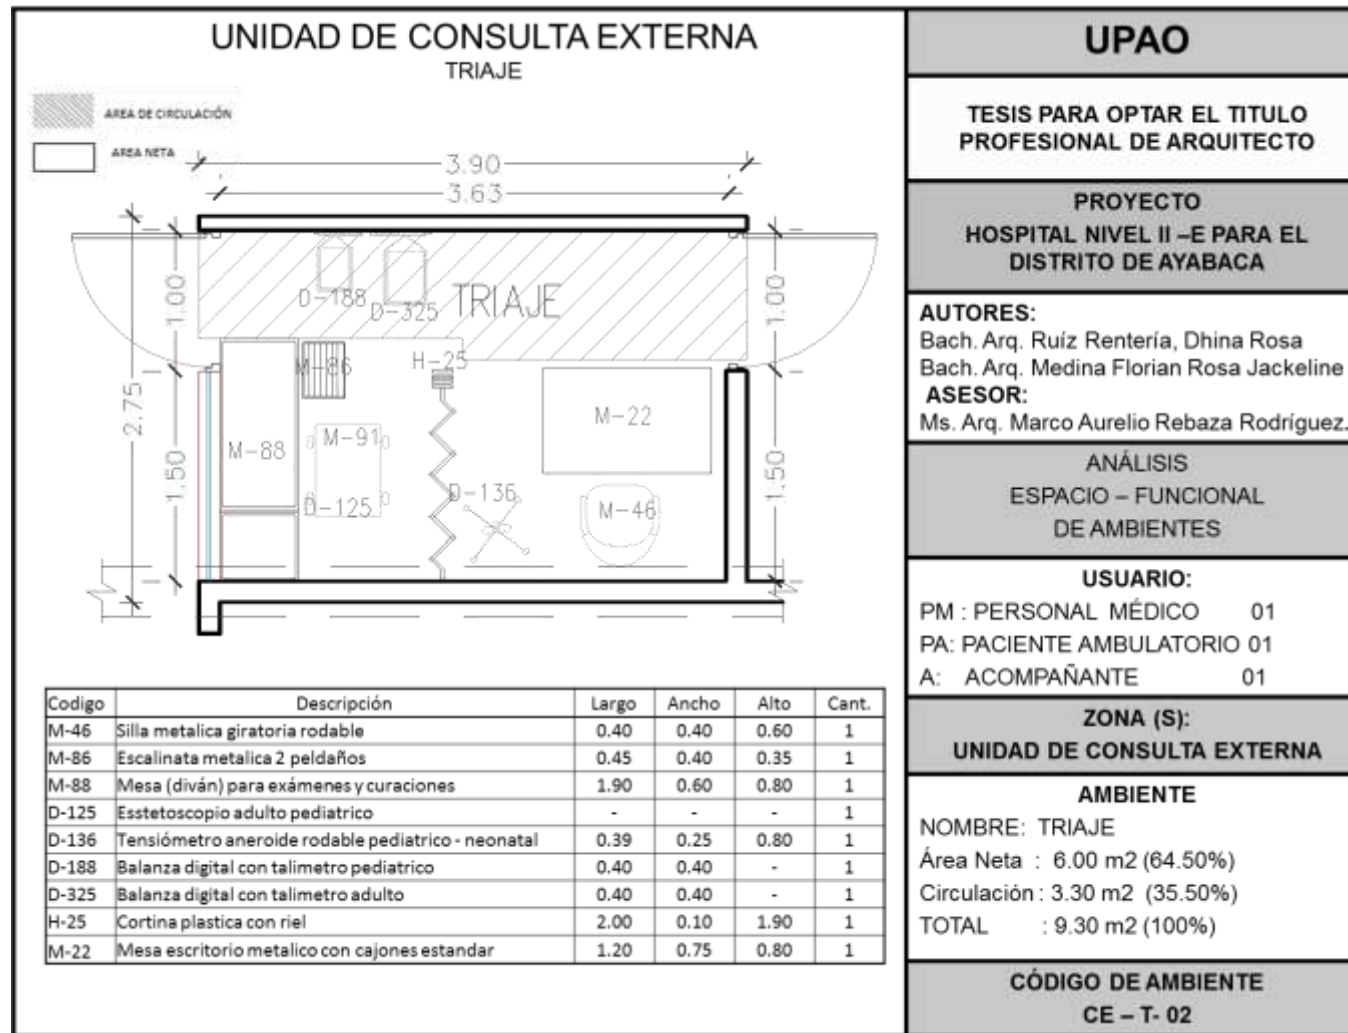 UNIDAD DE CONSULTA EXTERNA
TRIAJE
AREA DE CIRCULACIÓN
AREA NETA
3.90
3.63
D-188
D-325
TRIAJE
1.00
1.00
2.75
M-86
H-25
M-22
M-88
M-91
1.50
1.50
D-125
D-136
M-46
Codigo Descripción Largo Ancho Alto Cant.
M-46 Silla metalica giratoria rodable 0.40 0.40 0.60 1
M-86 Escalinata metalica 2 peldaños 0.45 0.40 0.35 1
M-88 Mesa (diván) para exámenes y curaciones 1.90 0.60 0.80 1
D-125 Esstetoscopio adulto pediatrico - - - 1
D-136 Tensiómetro aneroide rodable pediatrico - neonatal 0.39 0.25 0.80 1
D-188 Balanza digital con talimetro pediatrico 0.40 0.40 - 1
D-325 Balanza digital con talimetro adulto 0.40 0.40 - 1
H-25 Cortina plastica con riel 2.00 0.10 1.90 1
M-22 Mesa escritorio metalico con cajones estandar 1.20 0.75 0.80 1
UPAO
TESIS PARA OPTAR EL TITULO
PROFESIONAL DE ARQUITECTO
PROYECTO
HOSPITAL NIVEL II –E PARA EL
DISTRITO DE AYABACA
AUTORES:
Bach. Arq. Ruíz Rentería, Dhina Rosa
Bach. Arq. Medina Florian Rosa Jackeline
ASESOR:
Ms. Arq. Marco Aurelio Rebaza Rodríguez.
ANÁLISIS
ESPACIO – FUNCIONAL
DE AMBIENTES
USUARIO:
PM : PERSONAL MÉDICO 01
PA: PACIENTE AMBULATORIO 01
A: ACOMPAÑANTE 01
ZONA (S):
UNIDAD DE CONSULTA EXTERNA
AMBIENTE
NOMBRE: TRIAJE
Área Neta : 6.00 m2 (64.50%)
Circulación : 3.30 m2 (35.50%)
TOTAL : 9.30 m2 (100%)
CÓDIGO DE AMBIENTE
CE – T- 02